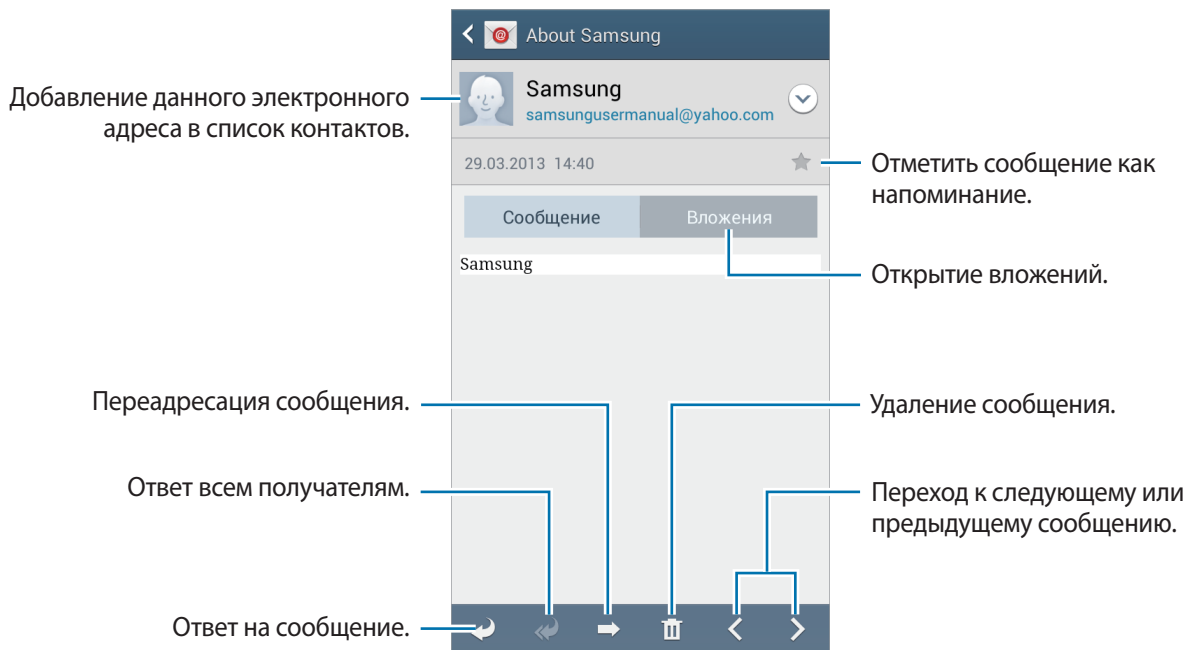 About Samsung
Samsung
samsungusermanual@yahoo.com
Добавление данного электронного
адреса в список контактов.
29.03.2013 14:40
Отметить сообщение как
напоминание.
Сообщение
Вложения
Samsung
Открытие вложений.
Переадресация сообщения.
Удаление сообщения.
Ответ всем получателям.
Переход к следующему или
предыдущему сообщению.
Ответ на сообщение.